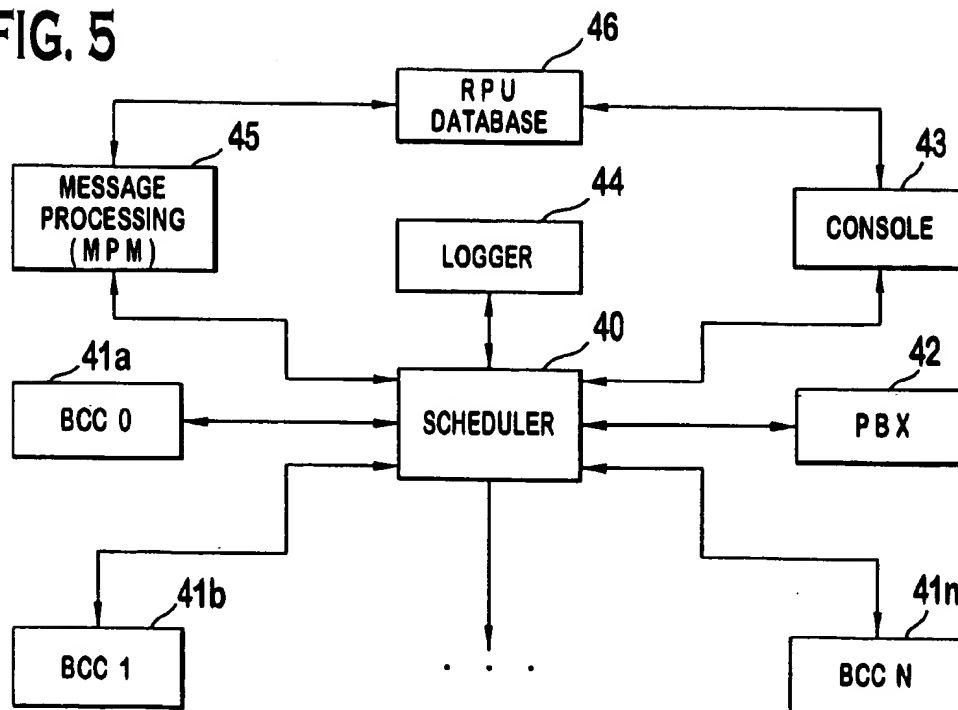 FIG. 5
46
RPU
DATABASE
45
MESSAGE
PROCESSING
(MPM)
44
LOGGER
43
CONSOLE
40
SCHEDULER
41a
BCC 0
42
PBX
41b
BCC 1
. . .
41n
BCC N